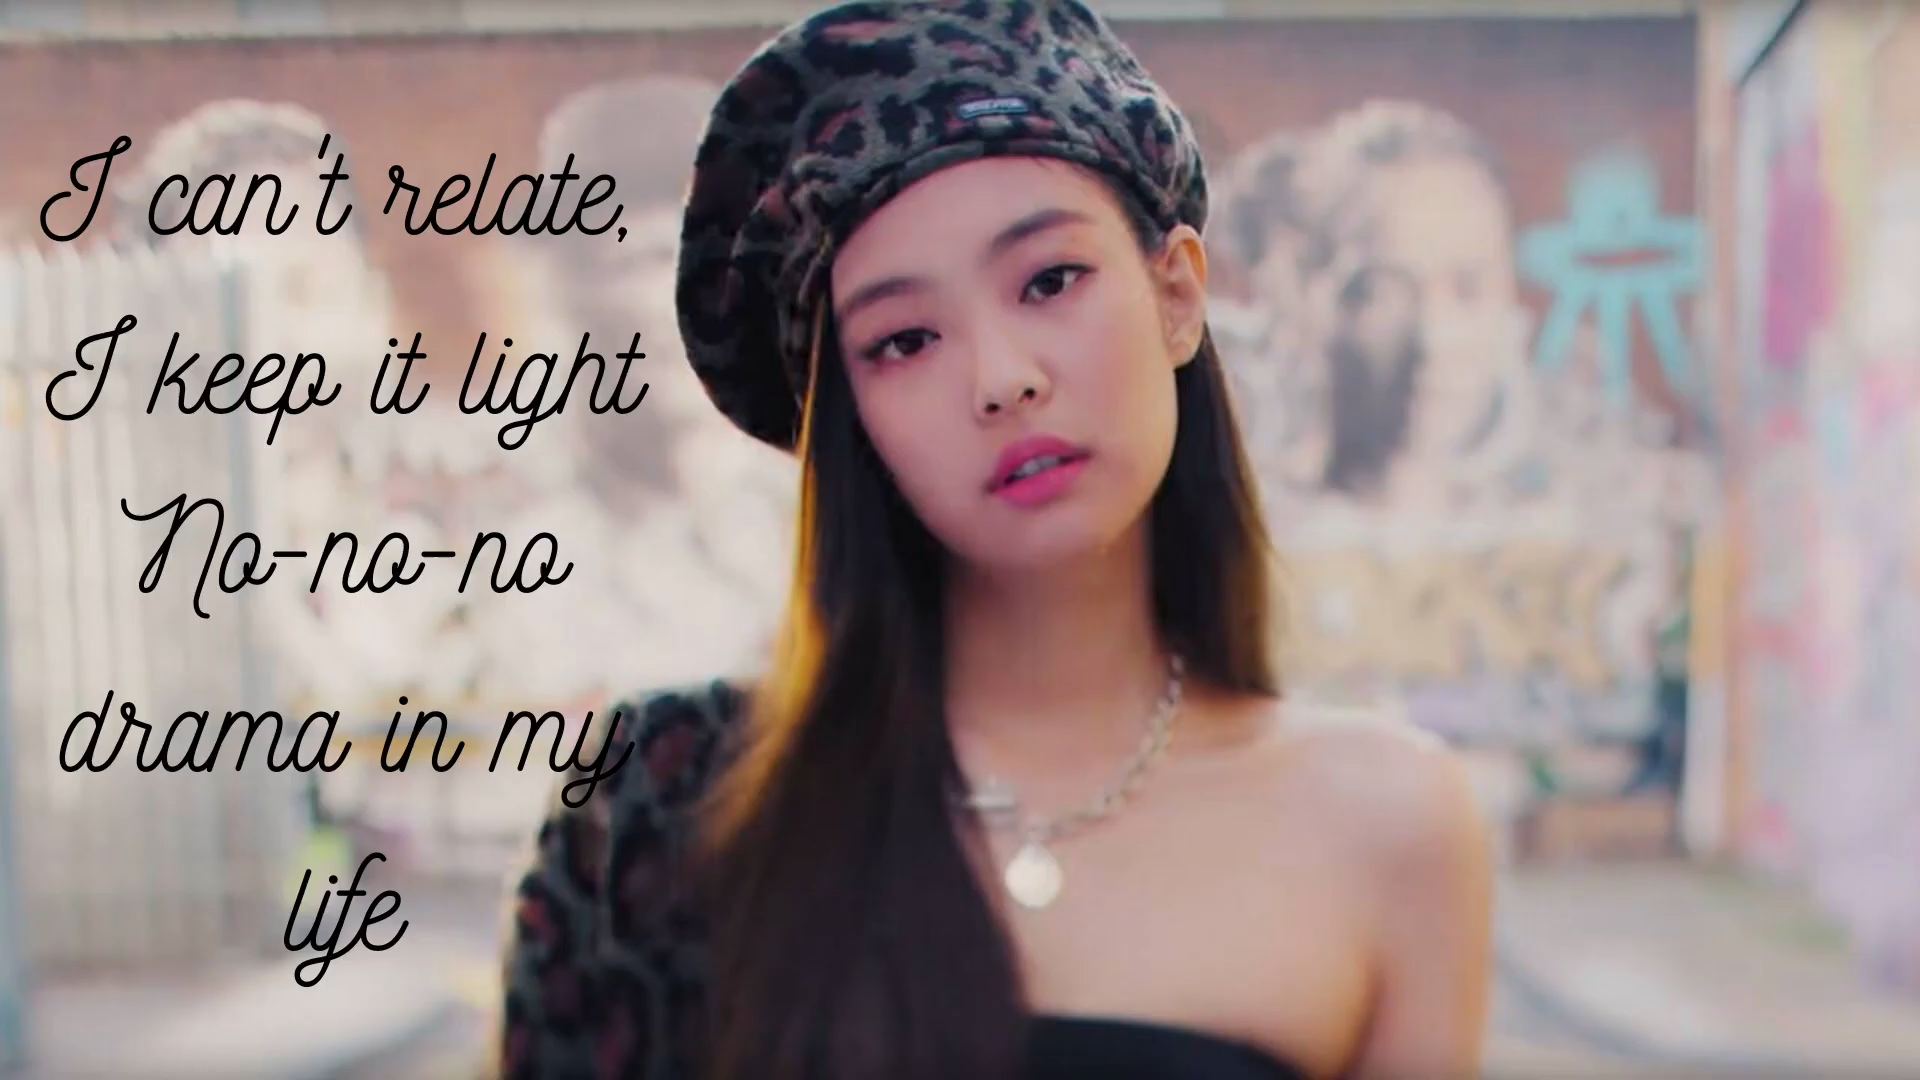 I can't relate,
I keep it light
No-no-no
drama in my
life